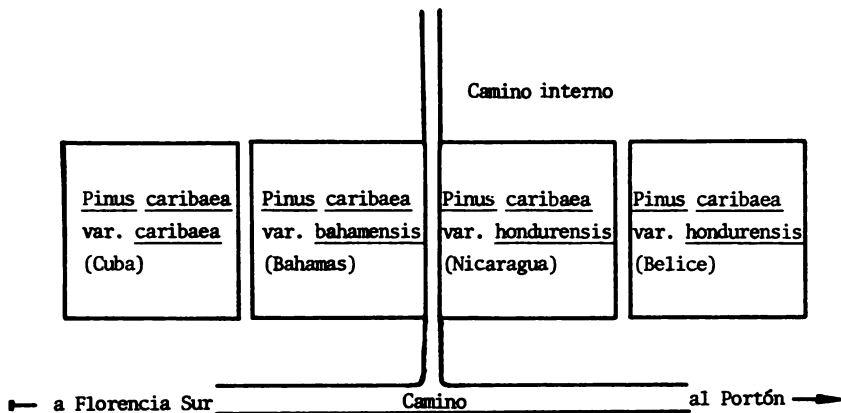 Camino interno
Pinus caribaea
var. caribaea
(Cuba)
Pinus caribaea
var. bahamensis
(Bahamas)
Pinus caribaea
var. hondurensis
(Nicaragua)
Pinus caribaea
var. hondurensis
(Belice)
a Florencia Sur
Camino
al Portón